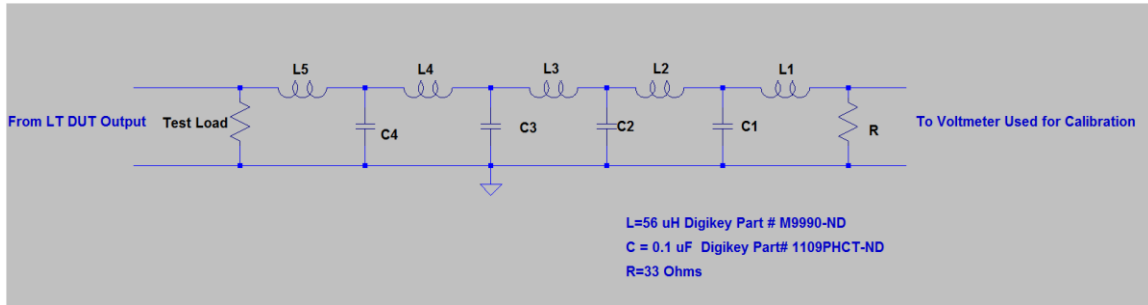 L5
L4
L3
L2
L1
From LT DUT Output
Test Load
C4
C3
C2
C1
R
To Voltmeter Used for Calibration
L=56 uH Digikey Part # M9990-ND
C = 0.1 uF Digikey Part# 1109PHCT-ND
R=33 Ohms